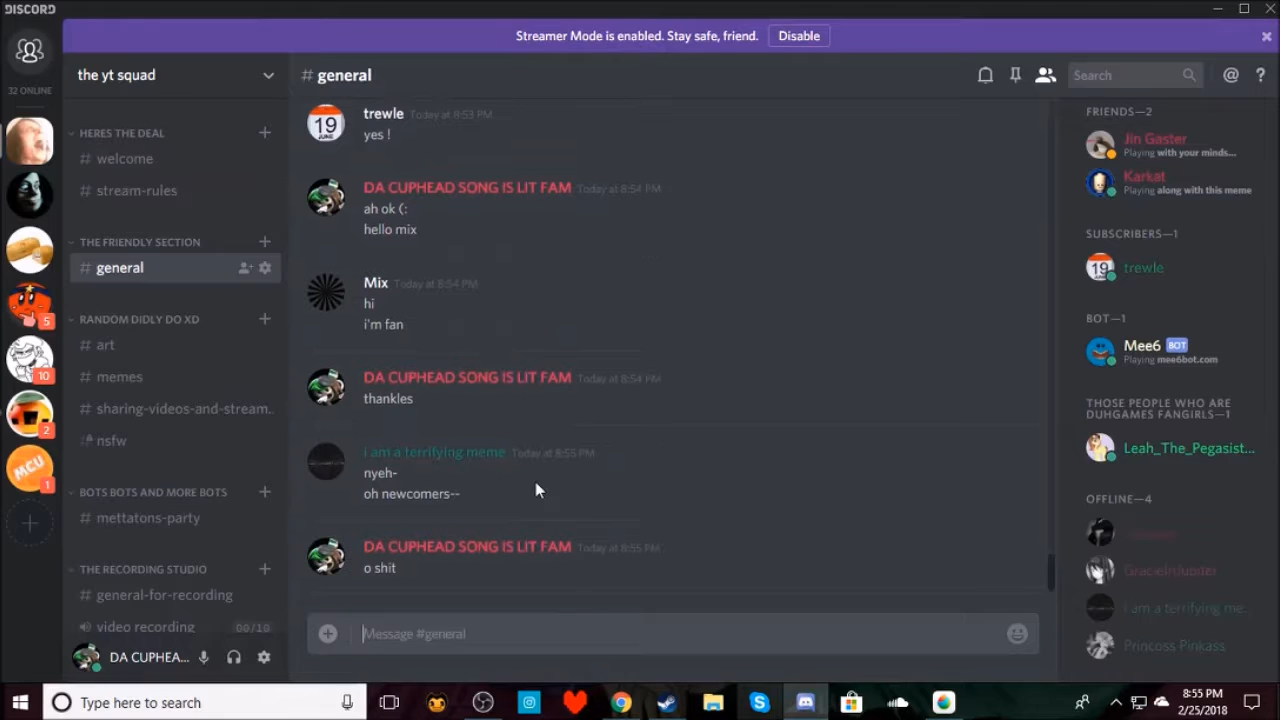 DISCORD
Streamer Mode is enabled. Stay safe, friend. Disable
32 ONLINE
5
10
2
1
the yt squad
HERES THE DEAL
# welcome
# stream-rules
THE FRIENDLY SECTION
# general
RANDOM DIDLY DO XD
# art
# memes
# sharing-videos-and-stream...
nsfw
BOTS BOTS AND MORE BOTS
# mettatons-party
THE RECORDING STUDIO
# general-for-recording
video recording 00/10
DA CUPHEA...
# general
Search
trewle Today at 8:53 PM
19
JUNE
yes !
DA CUPHEAD SONG IS LIT FAM Today at 8:54 PM
ah ok (:
hello mix
Mix Today at 8:54 PM
hi
i'm fan
DA CUPHEAD SONG IS LIT FAM Today at 8:54 PM
thankles
I am a terrifying meme Today at 8:55 PM
nyeh-
oh newcomers--
DA CUPHEAD SONG IS LIT FAM Today at 8:55 PM
o shit
Message #general
FRIENDS—2
Jin Gaster
Playing with your minds...
Karkat
Playing along with this meme
SUBSCRIBERS—1
19
trewle
BOT—1
Mee6 BOT
Playing mee6bot.com
THOSE PEOPLE WHO ARE
DUHGAMES FANGIRLS—1
Leah_The_Pegasist...
OFFLINE—4
GracieInJupiter
I am a terrifying me...
Princoss Pinkass
MCU
Type here to search
8:55 PM
2/25/2018